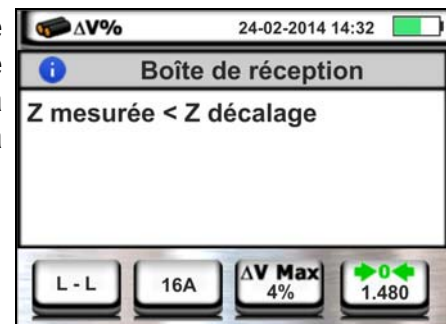 ΔV%
24-02-2014 14:32
Boîte de réception
Z mesurée < Z décalage
L - L
16A
ΔV Max
4%
0
1.480